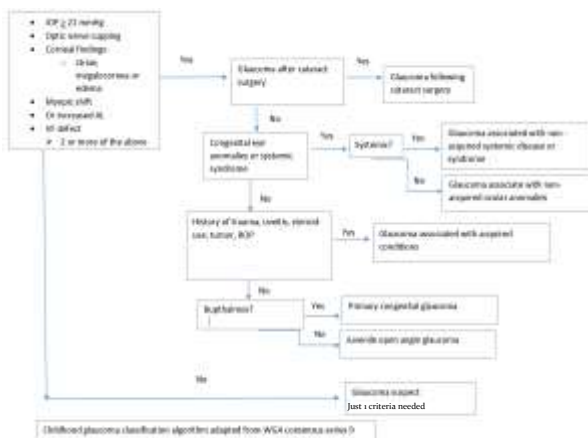 IOP ≥ 21 mmHg
Optic nerve cupping
Corneal findings
megalocornea or
edema
Myopic shift
Or increased AL
VF defect
2 or more of the above
Yes
Glaucoma after cataract
surgery
Yes
Glaucoma following
cataract surgery
No
Congenital eye
anomalies or systemic
syndrome
Yes
Systemic?
Yes
Glaucoma associated with non-
acquired systemic disease or
syndrome
No
Glaucoma associate with non-
acquired ocular anomalies
No
History of trauma, uveitis, steroid
use, tumor, ROP
Yes
Glaucoma associated with acquired
conditions
No
Yes
Primary congenital glaucoma
No
Juvenile open angle glaucoma
No
Glaucoma suspect
Just 1 criteria needed
Childhood glaucoma classification algorithm adapted from WGA consensus series 9